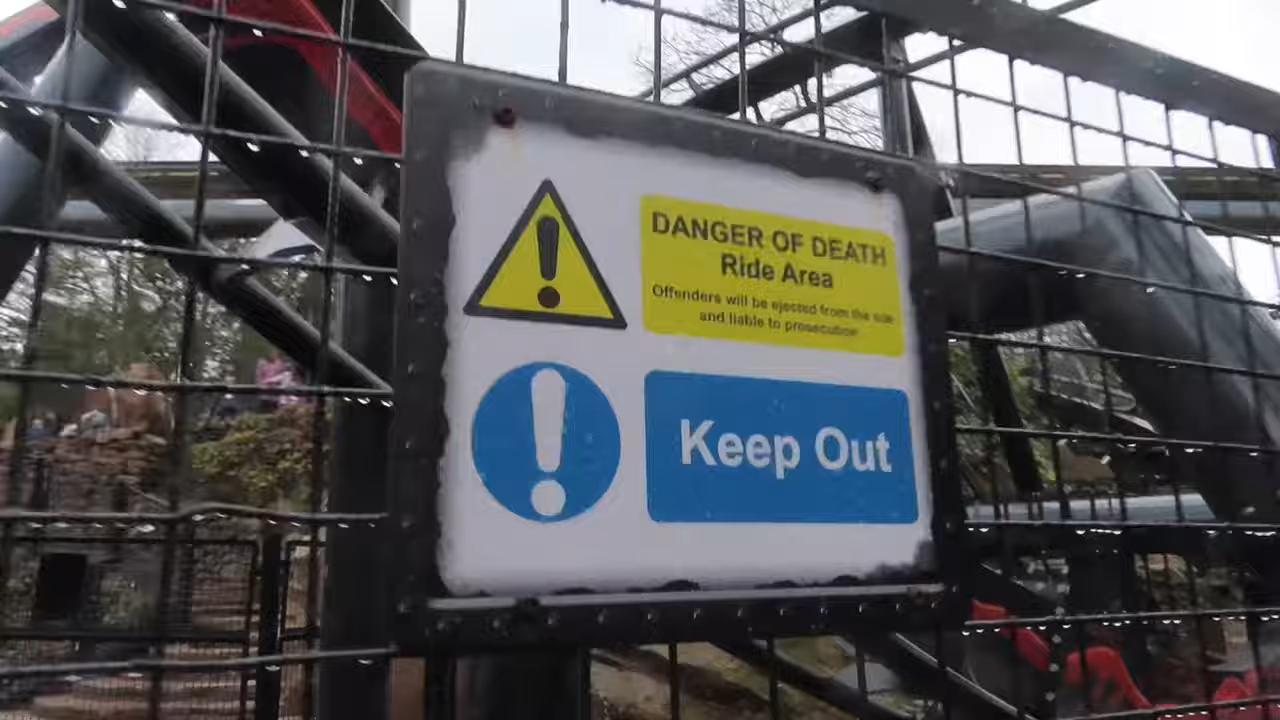 DANGER OF DEATH
Ride Area
Offenders will be ejected from the site
and liable to prosecution
Keep Out